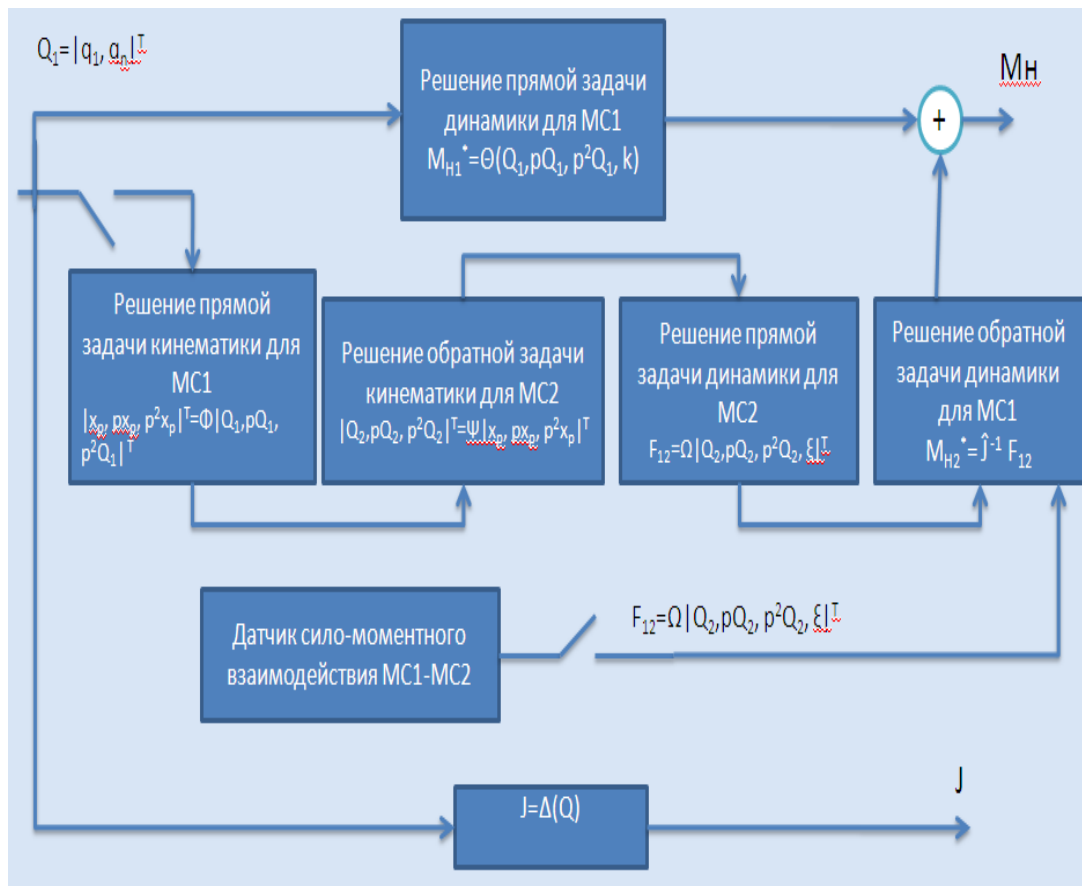 Q₁=|q₁, qₙ|ᵀ
Решение прямой задачи
динамики для МС1
M_H1*=Θ(Q₁,pQ₁, p²Q₁, k)
+
Мн
Решение прямой
задачи кинематики для
МС1
|xₚ, pxₚ, p²xₚ|ᵀ=Φ|Q₁,pQ₁,
p²Q₁|ᵀ
Решение обратной задачи
кинематики для МС2
|Q₂,pQ₂, p²Q₂|ᵀ=Ψ|xₚ, pxₚ, p²xₚ|ᵀ
Решение прямой
задачи динамики для
МС2
F₁₂=Ω|Q₂,pQ₂, p²Q₂, ξ|ᵀ
Решение обратной
задачи динамики
для МС1
M_H2*=Ĵ⁻¹ F₁₂
Датчик сило-моментного
взаимодействия МС1-МС2
F₁₂=Ω|Q₂,pQ₂, p²Q₂, ξ|ᵀ
J=Δ(Q)
J